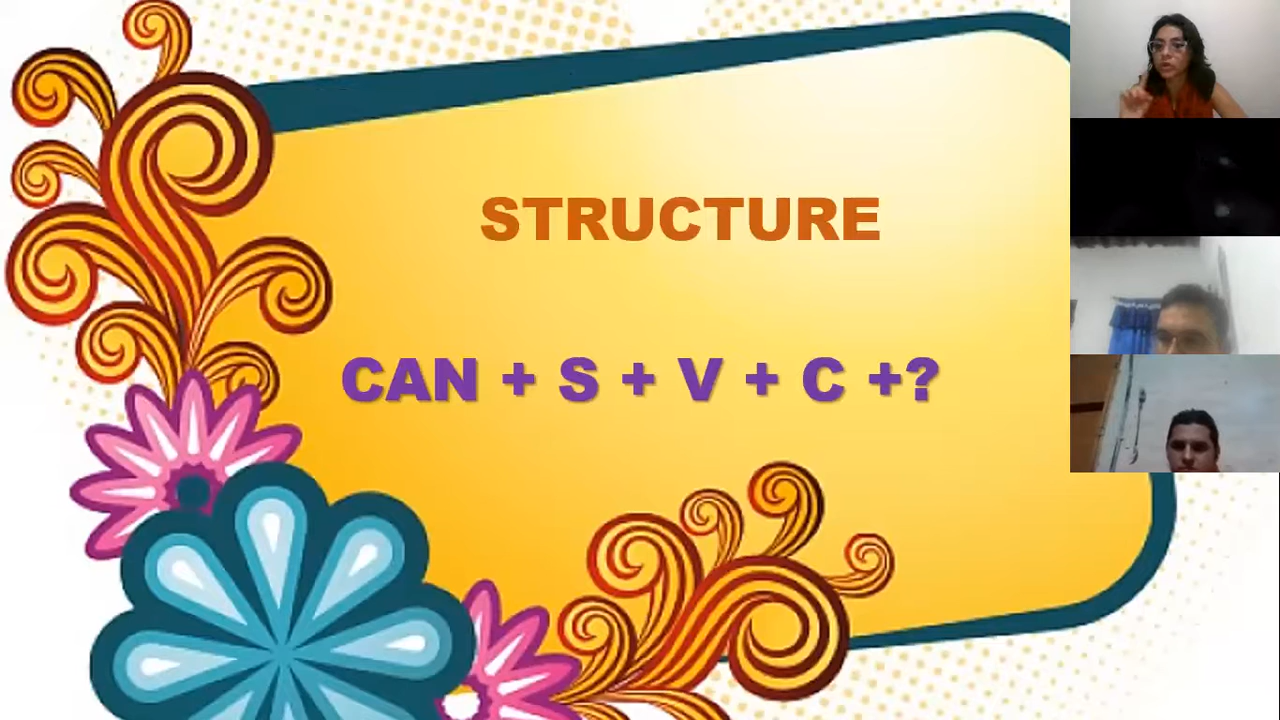 STRUCTURE
CAN + S + V + C +?